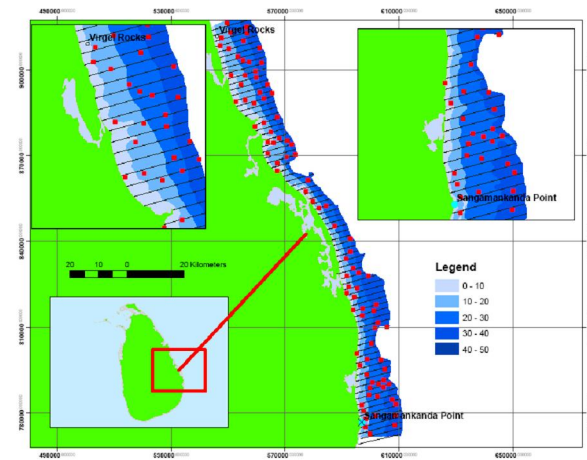 490000
530000
570000
610000
650000
Virgel Rocks
Virgel Rocks
900000
870000
840000
810000
780000
Sangamankanda Point
20 10 0 20 Kilometers
Legend
0 - 10
10 - 20
20 - 30
30 - 40
40 - 50
Sangamankanda Point
490000
530000
570000
610000
650000